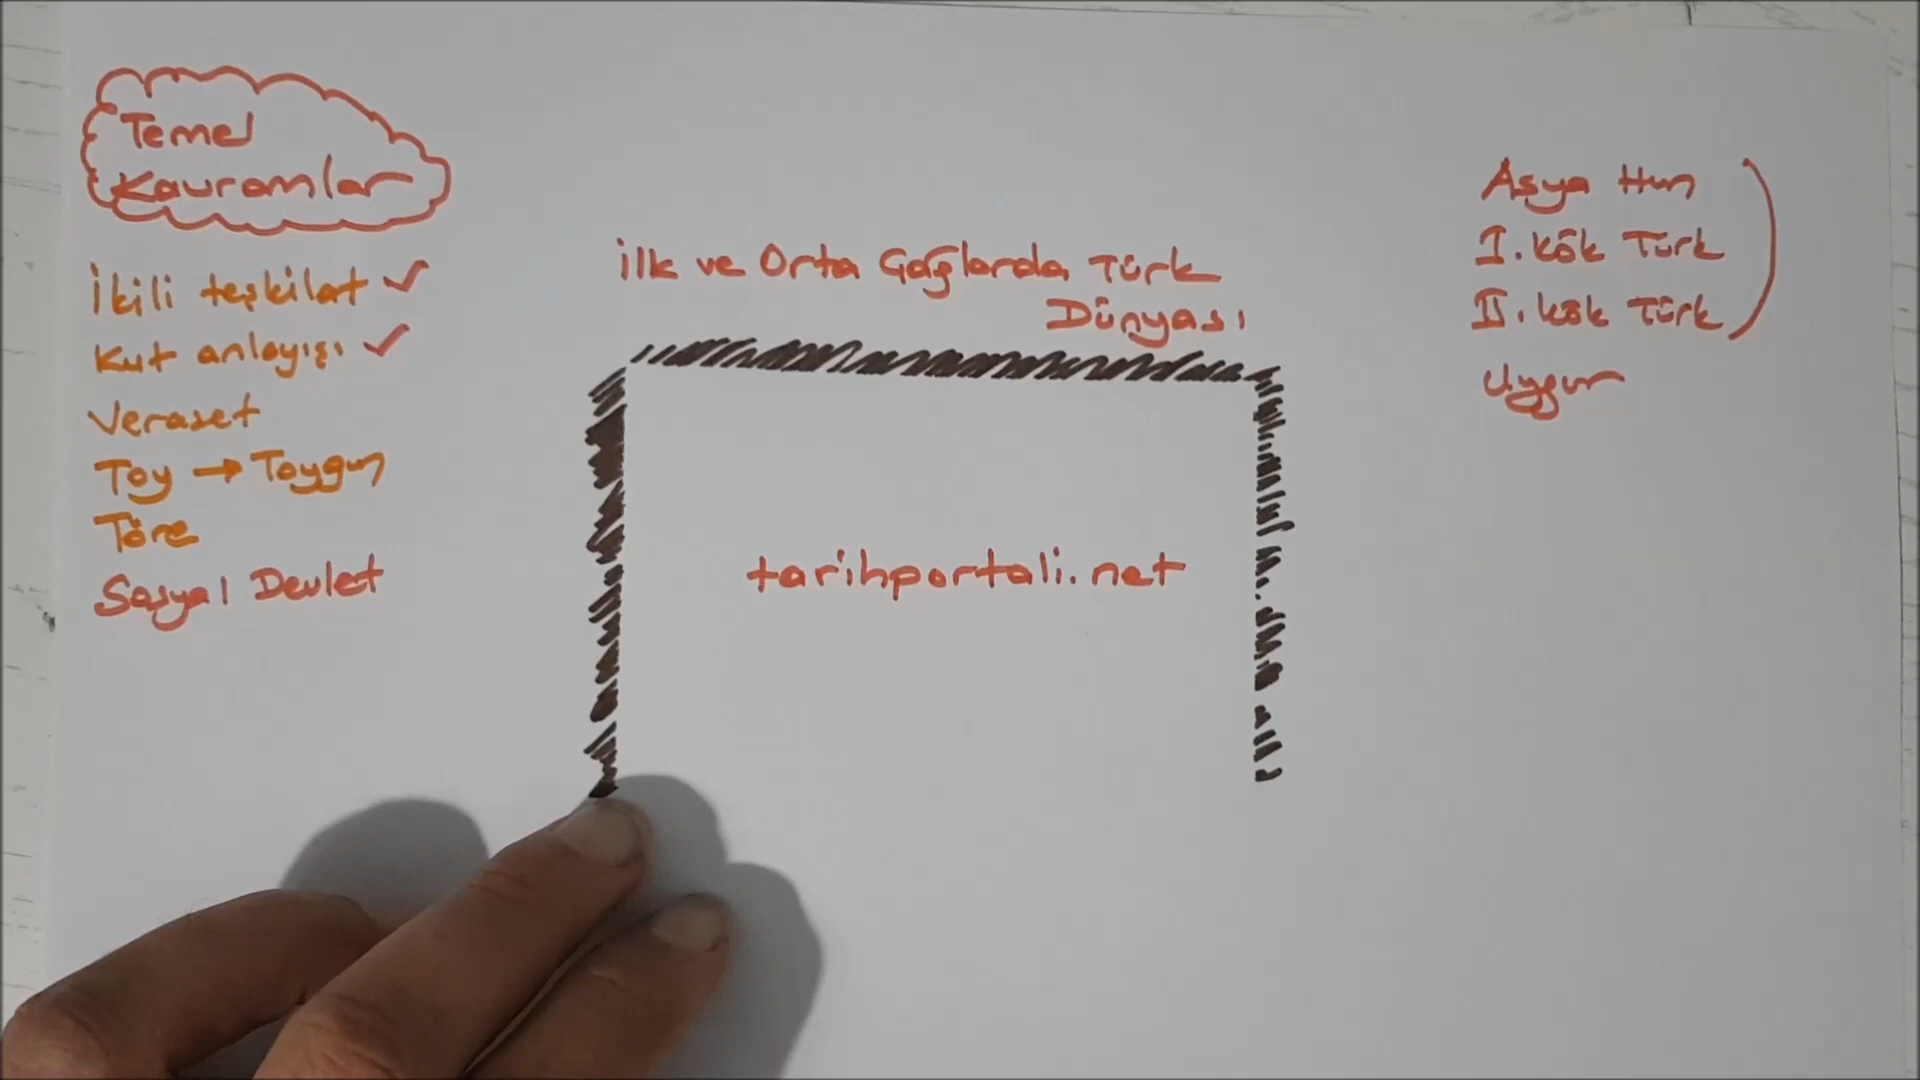 Temel
Kavramlar
İkili teşkilat ✓
Kut anlayışı ✓
Veraset
Toy → Toygun
Töre
Sosyal Devlet
İlk ve Orta Çağlarda Türk
Dünyası
tarihportali.net
Asya Hun
I. Kök Türk
II. Kök Türk
Uygur